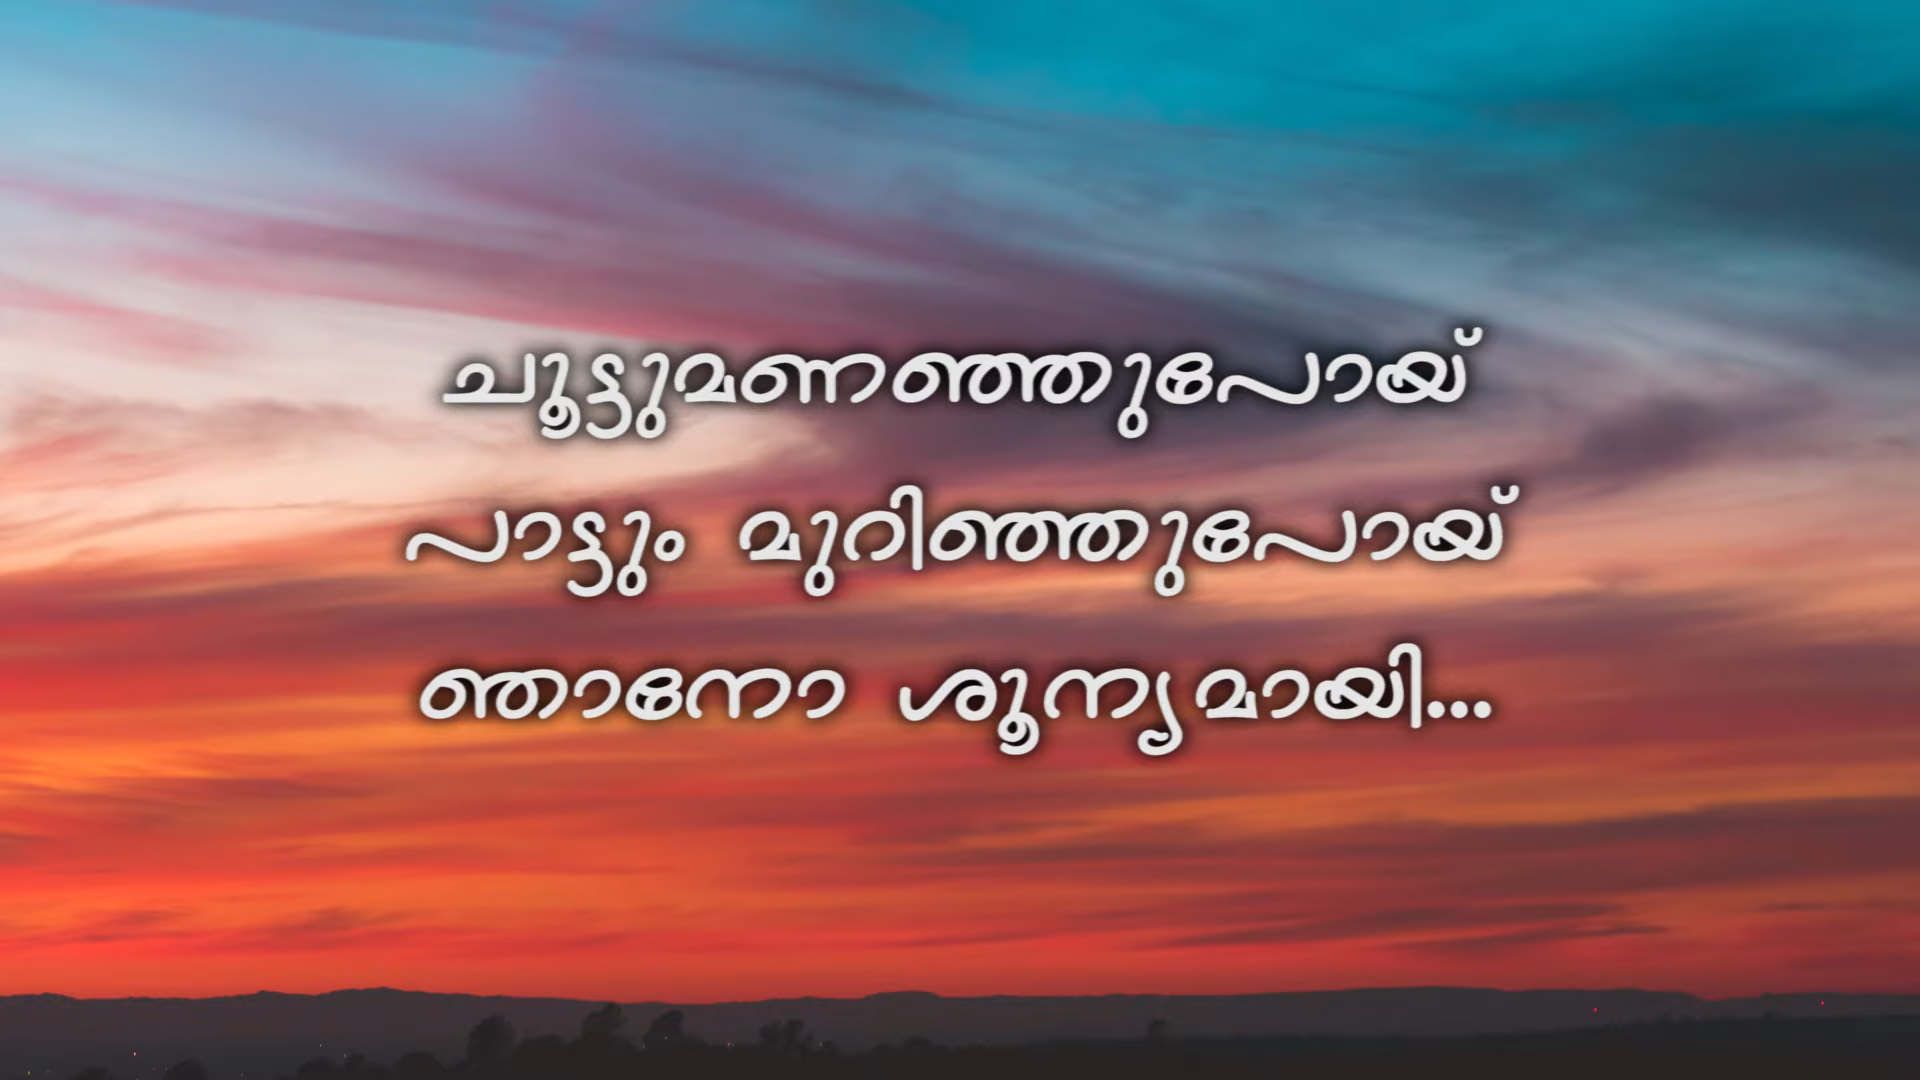 ചൂട്ടുമണഞ്ഞുപോയ്
പാട്ടും മുറിഞ്ഞുപോയ്
ഞാനോ ശൂന്യമായി...